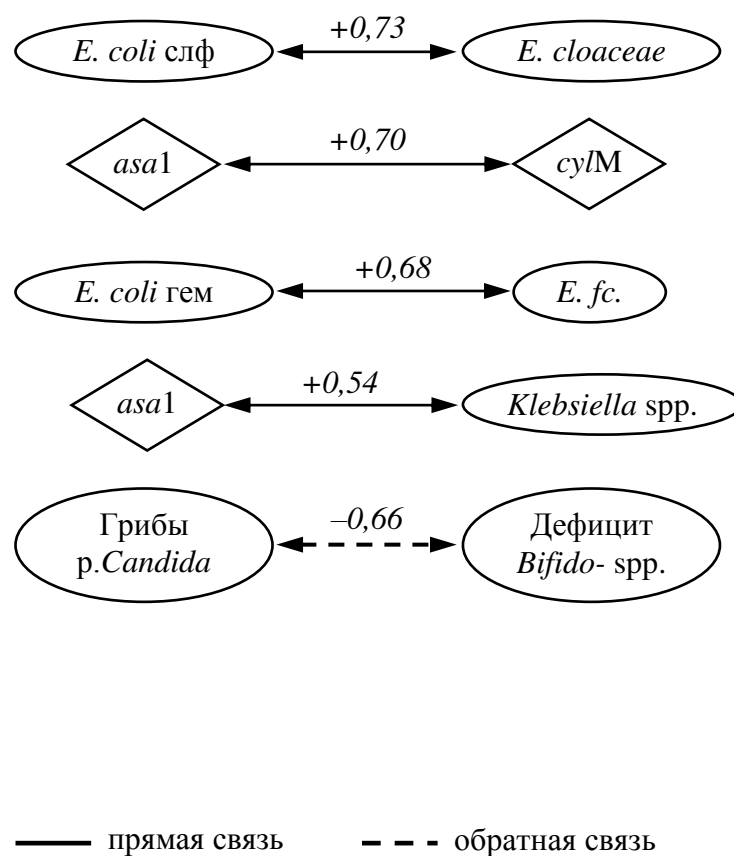 E. coli слф +0,73 E. cloaceae
asa1 +0,70 cylM
E. coli гем +0,68 E. fc.
asa1 +0,54 Klebsiella spp.
Грибы –0,66 Дефицит
p.Candida Bifido- spp.
прямая связь обратная связь